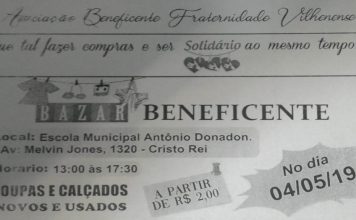 Associação Beneficente Fraternidade Vilhenense
que tal fazer compras e ser Solidário ao mesmo tempo
BAZAR BENEFICENTE
Local: Escola Municipal Antônio Donadon.
Av: Melvin Jones, 1320 - Cristo Rei
Horario: 13:00 às 17:30
ROUPAS E CALÇADOS
NOVOS E USADOS
A PARTIR
DE R$ 2,00
No dia
04/05/19